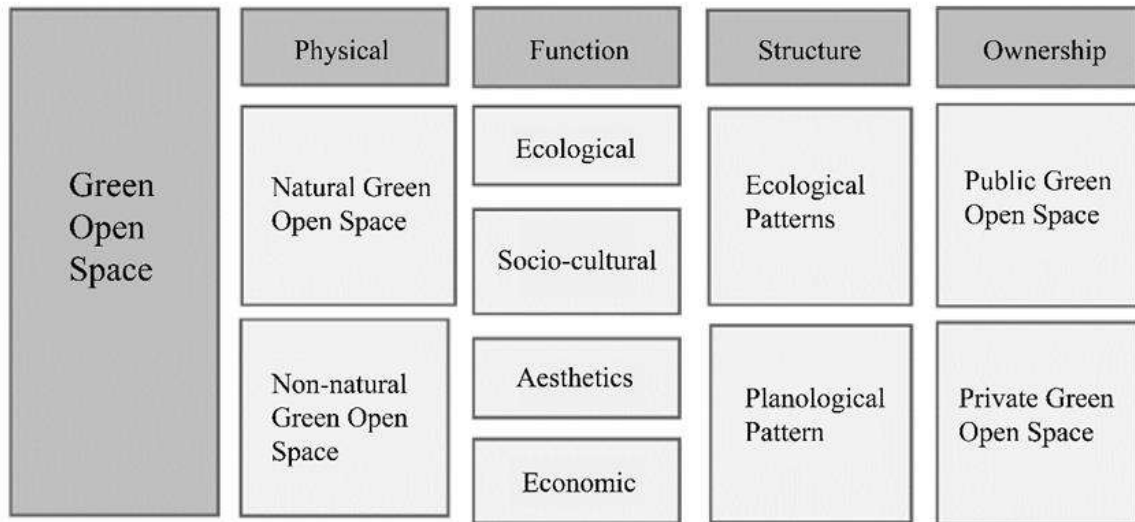 Green
Open
Space
Physical
Function
Structure
Ownership
Natural Green
Open Space
Non-natural
Green Open
Space
Ecological
Socio-cultural
Aesthetics
Economic
Ecological
Patterns
Planological
Pattern
Public Green
Open Space
Private Green
Open Space